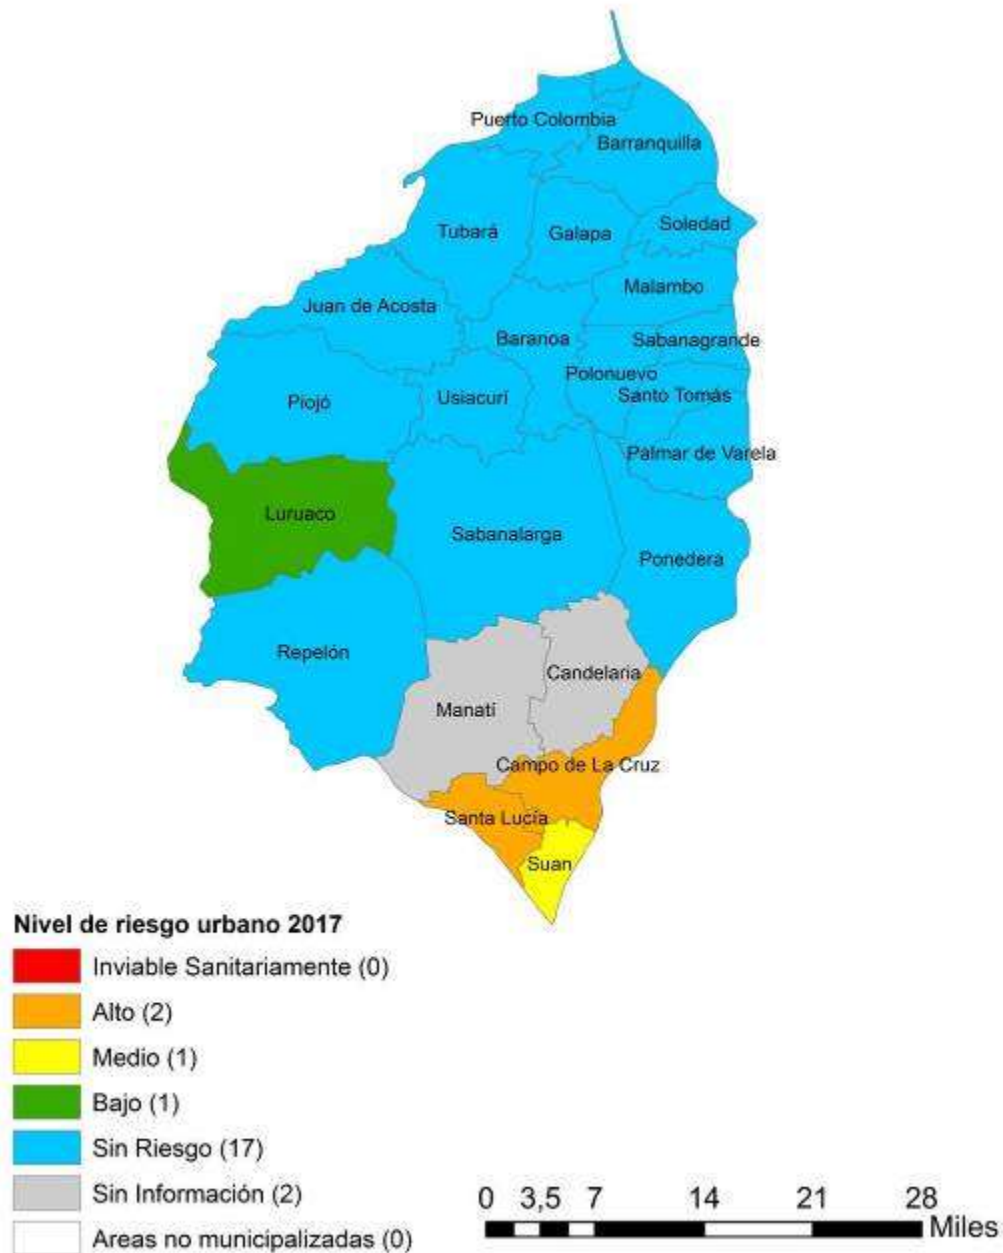 Puerto Colombia
Barranquilla
Tubará
Galapa
Soledad
Malambo
Juan de Acosta
Baranoa
Sabanagrande
Polonuevo
Piojó
Usiacurí
Santo Tomás
Palmar de Varela
Luruaco
Sabanalarga
Ponedera
Repelón
Candelaria
Manatí
Campo de La Cruz
Santa Lucía
Suan
Nivel de riesgo urbano 2017
Inviable Sanitariamente (0)
Alto (2)
Medio (1)
Bajo (1)
Sin Riesgo (17)
Sin Información (2)
Areas no municipalizadas (0)
0 3,5 7 14 21 28
Miles